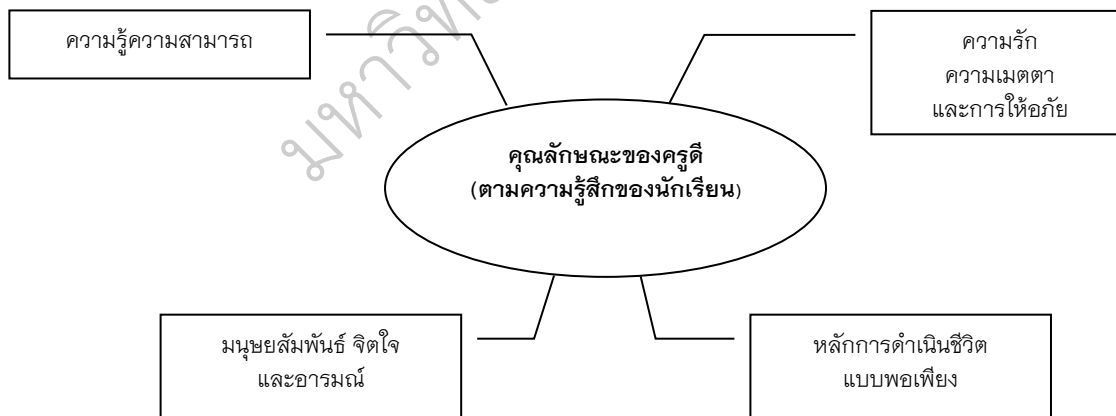 ความรู้ความสามารถ
ความรัก
ความเมตตา
และการให้อภัย
คุณลักษณะของครูดี
(ตามความรู้สึกของนักเรียน)
มนุษยสัมพันธ์ จิตใจ
และอารมณ์
หลักการดำเนินชีวิต
แบบพอเพียง